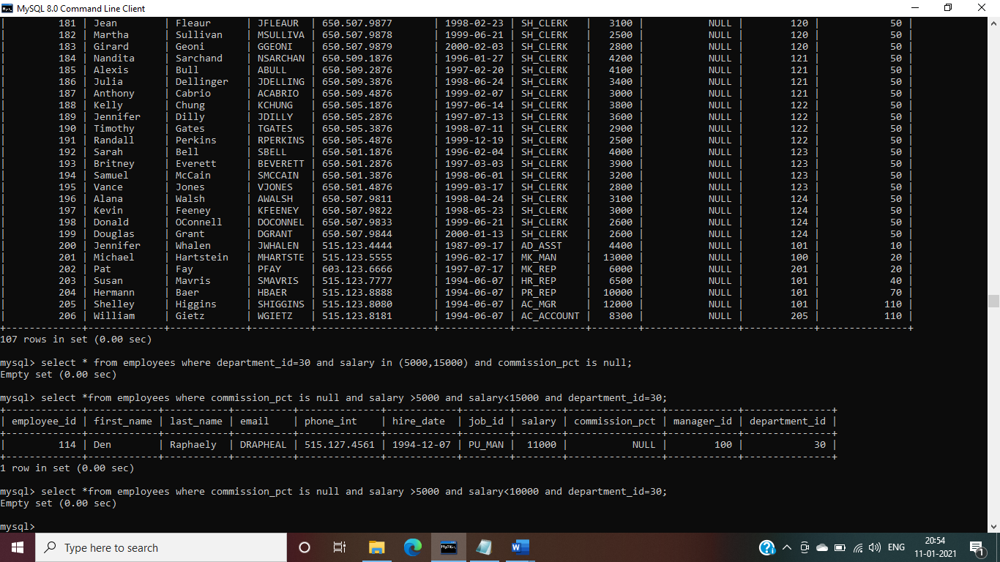 MySQL 8.0 Command Line Client
| 181 | Jean | Fleaur | JFLEAUR | 650.507.9877 | 1998-02-23 | SH_CLERK | 3100 | NULL | 120 | 50 |
| 182 | Martha | Sullivan | MSULLIVA | 650.507.9878 | 1999-06-21 | SH_CLERK | 2500 | NULL | 120 | 50 |
| 183 | Girard | Geoni | GGEONI | 650.507.9879 | 2000-02-03 | SH_CLERK | 2800 | NULL | 120 | 50 |
| 184 | Nandita | Sarchand | NSARCHAN | 650.509.1876 | 1996-01-27 | SH_CLERK | 4200 | NULL | 121 | 50 |
| 185 | Alexis | Bull | ABULL | 650.509.2876 | 1997-02-20 | SH_CLERK | 4100 | NULL | 121 | 50 |
| 186 | Julia | Dellinger | JDELLING | 650.509.3876 | 1998-06-24 | SH_CLERK | 3400 | NULL | 121 | 50 |
| 187 | Anthony | Cabrio | ACABRIO | 650.509.4876 | 1999-02-07 | SH_CLERK | 3000 | NULL | 121 | 50 |
| 188 | Kelly | Chung | KCHUNG | 650.505.1876 | 1997-06-14 | SH_CLERK | 3800 | NULL | 122 | 50 |
| 189 | Jennifer | Dilly | JDILLY | 650.505.2876 | 1997-07-13 | SH_CLERK | 3600 | NULL | 122 | 50 |
| 190 | Timothy | Gates | TGATES | 650.505.3876 | 1998-07-11 | SH_CLERK | 2900 | NULL | 122 | 50 |
| 191 | Randall | Perkins | RPERKINS | 650.505.4876 | 1999-12-19 | SH_CLERK | 2500 | NULL | 122 | 50 |
| 192 | Sarah | Bell | SBELL | 650.501.1876 | 1996-02-04 | SH_CLERK | 4000 | NULL | 123 | 50 |
| 193 | Britney | Everett | BEVERETT | 650.501.2876 | 1997-03-03 | SH_CLERK | 3900 | NULL | 123 | 50 |
| 194 | Samuel | McCain | SMCCAIN | 650.501.3876 | 1998-06-01 | SH_CLERK | 3200 | NULL | 123 | 50 |
| 195 | Vance | Jones | VJONES | 650.501.4876 | 1999-03-17 | SH_CLERK | 2800 | NULL | 123 | 50 |
| 196 | Alana | Walsh | AWALSH | 650.507.9811 | 1998-04-24 | SH_CLERK | 3100 | NULL | 124 | 50 |
| 197 | Kevin | Feeney | KFEENEY | 650.507.9822 | 1998-05-23 | SH_CLERK | 3000 | NULL | 124 | 50 |
| 198 | Donald | OConnell | DOCONNEL | 650.507.9833 | 1999-06-21 | SH_CLERK | 2600 | NULL | 124 | 50 |
| 199 | Douglas | Grant | DGRANT | 650.507.9844 | 2000-01-13 | SH_CLERK | 2600 | NULL | 124 | 50 |
| 200 | Jennifer | Whalen | JWHALEN | 515.123.4444 | 1987-09-17 | AD_ASST | 4400 | NULL | 101 | 10 |
| 201 | Michael | Hartstein | MHARTSTE | 515.123.5555 | 1996-02-17 | MK_MAN | 13000 | NULL | 100 | 20 |
| 202 | Pat | Fay | PFAY | 603.123.6666 | 1997-07-17 | MK_REP | 6000 | NULL | 201 | 20 |
| 203 | Susan | Mavris | SMAVRIS | 515.123.7777 | 1994-06-07 | HR_REP | 6500 | NULL | 101 | 40 |
| 204 | Hermann | Baer | HBAER | 515.123.8888 | 1994-06-07 | PR_REP | 10000 | NULL | 101 | 70 |
| 205 | Shelley | Higgins | SHIGGINS | 515.123.8080 | 1994-06-07 | AC_MGR | 12000 | NULL | 101 | 110 |
| 206 | William | Gietz | WGIETZ | 515.123.8181 | 1994-06-07 | AC_ACCOUNT | 8300 | NULL | 205 | 110 |
107 rows in set (0.00 sec)
mysql> select * from employees where department_id=30 and salary in (5000,15000) and commission_pct is null;
Empty set (0.00 sec)
mysql> select *from employees where commission_pct is null and salary >5000 and salary<15000 and department_id=30;
| employee_id | first_name | last_name | email | phone_int | hire_date | job_id | salary | commission_pct | manager_id | department_id |
| 114 | Den | Raphaely | DRAPHEAL | 515.127.4561 | 1994-12-07 | PU_MAN | 11000 | NULL | 100 | 30 |
1 row in set (0.00 sec)
mysql> select *from employees where commission_pct is null and salary >5000 and salary<10000 and department_id=30;
Empty set (0.00 sec)
mysql>
Type here to search
ENG
20:54
11-01-2021
1